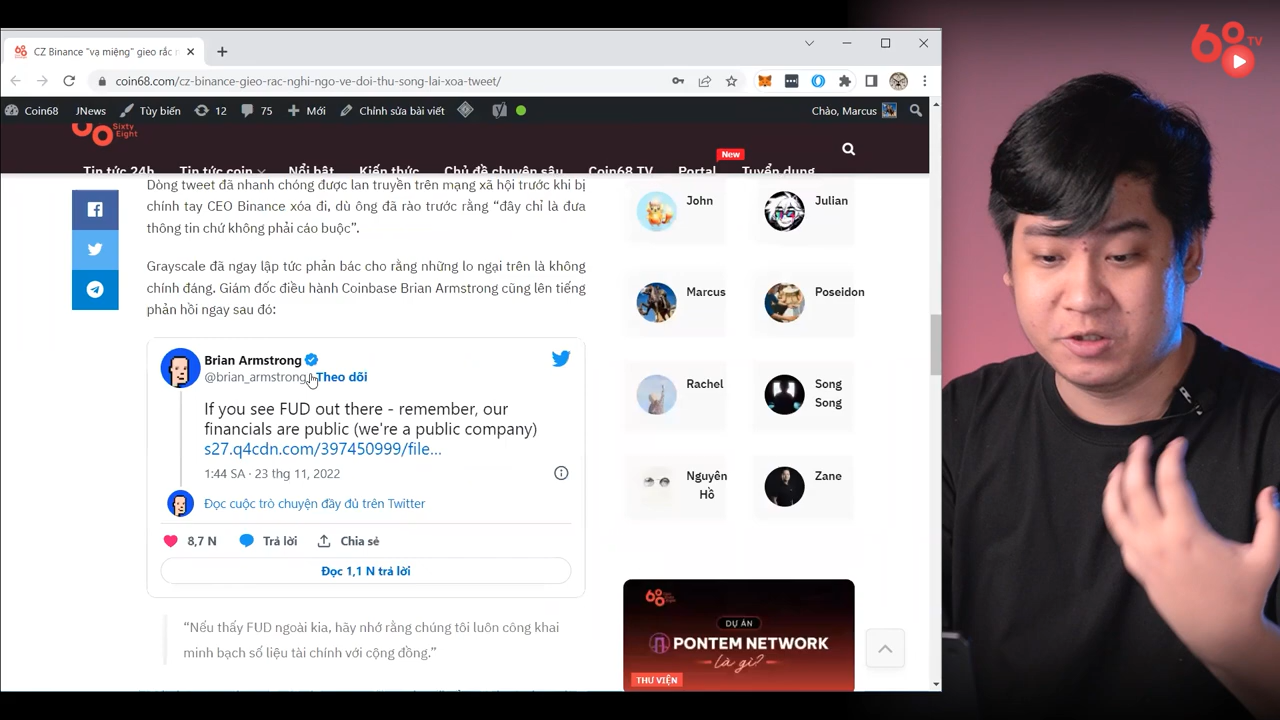 CZ Binance "vạ miệng" gieo rắc
coin68.com/cz-binance-gieo-rac-nghi-ngo-ve-doi-thu-song-lai-xoa-tweet/
Coin68
JNews
Tùy biến
12
75
Mới
Chỉnh sửa bài viết
Chào, Marcus
Sixty
Eight
Tin tức 24h
Tin tức coin
Nổi bật
Kiến thức
Chủ đề chuyên sâu
Coin68 TV
New
Portal
Tuyển dụng
Dòng tweet đã nhanh chóng được lan truyền trên mạng xã hội trước khi bị
chính tay CEO Binance xóa đi, dù ông đã rào trước rằng “đây chỉ là đưa
thông tin chứ không phải cáo buộc”.
Grayscale đã ngay lập tức phản bác cho rằng những lo ngại trên là không
chính đáng. Giám đốc điều hành Coinbase Brian Armstrong cũng lên tiếng
phản hồi ngay sau đó:
Brian Armstrong
@brian_armstrong
Theo dõi
If you see FUD out there - remember, our
financials are public (we're a public company)
s27.q4cdn.com/397450999/file...
1:44 SA · 23 thg 11, 2022
Đọc cuộc trò chuyện đầy đủ trên Twitter
8,7 N
Trả lời
Chia sẻ
Đọc 1,1 N trả lời
“Nếu thấy FUD ngoài kia, hãy nhớ rằng chúng tôi luôn công khai
minh bạch số liệu tài chính với cộng đồng.”
John
Julian
Marcus
Poseidon
Rachel
Song
Song
Nguyên
Hồ
Zane
68
DỰ ÁN
PONTEM NETWORK
là gì?
THƯ VIỆN
68
TV